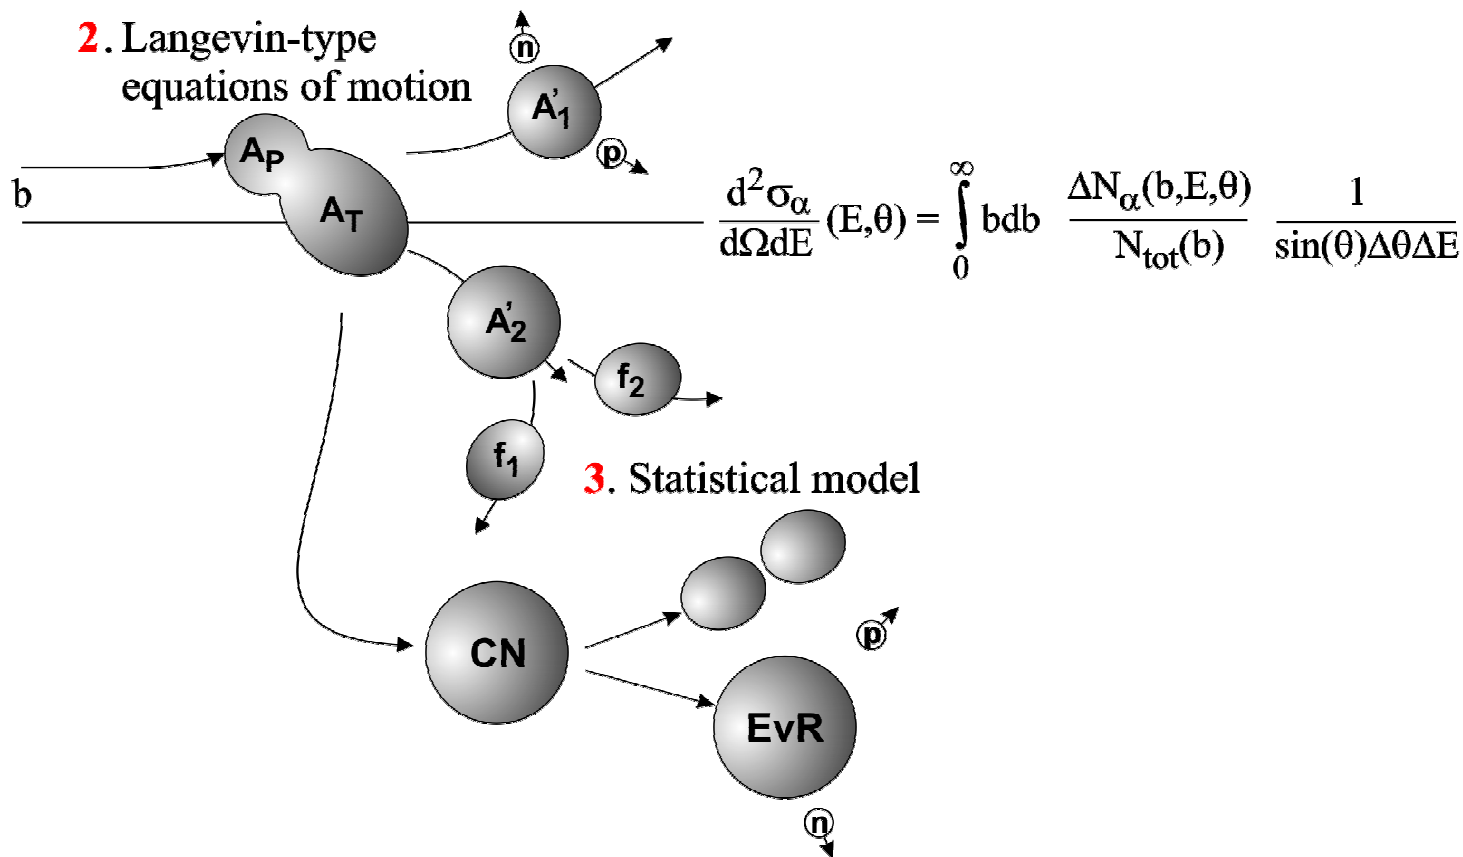 2. Langevin-type
equations of motion
n
A'1
p
AP
b
AT
d²σα/dΩdE (E,θ) = ∫₀^∞ bdb ΔNα(b,E,θ)/Ntot(b) 1/sin(θ)ΔθΔE
A'2
f2
f1
3. Statistical model
CN
p
EvR
n